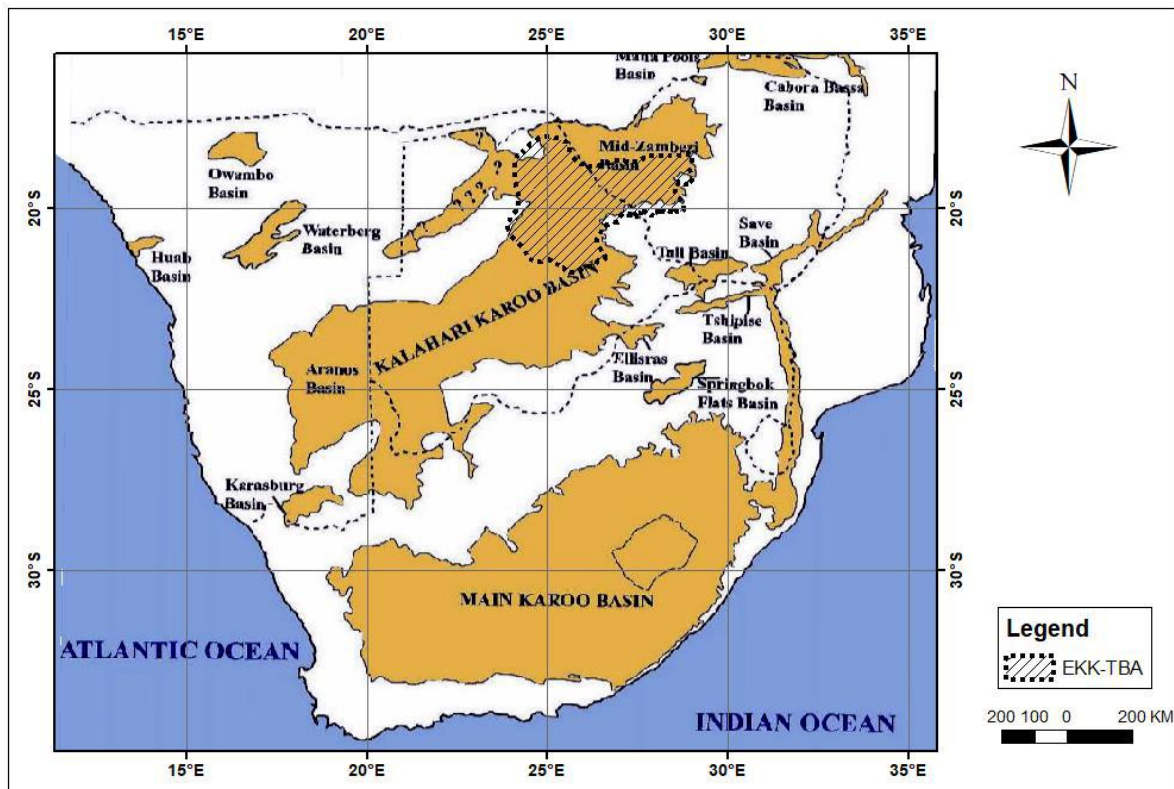 15°E 20°E 25°E 30°E 35°E
Mana Pools
Basin
Cabora Bassa
Basin
N
Mid-Zambezi
Basin
Owambo
Basin
? ? ? ? ? ?
20°S 20°S
Waterberg
Basin
Huab
Basin
Save
Basin
Tuli Basin
KALAHARI KAROO BASIN
Tshipise
Basin
Ellisras
Basin
Aranos
Basin
Springbok
Flats Basin
25°S 25°S
Karasburg
Basin
30°S 30°S
MAIN KAROO BASIN
ATLANTIC OCEAN
INDIAN OCEAN
Legend
EKK-TBA
200 100 0 200 KM
15°E 20°E 25°E 30°E 35°E